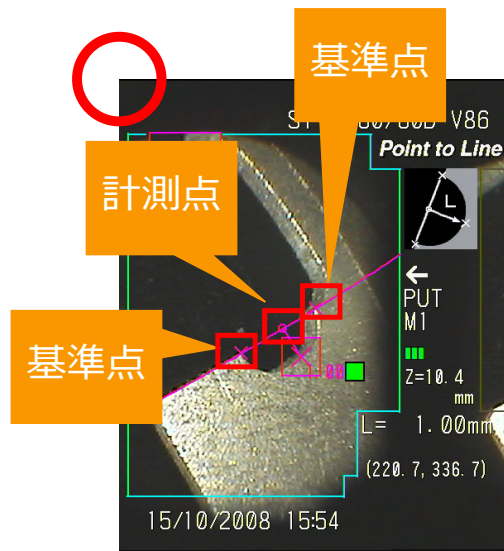 基準点
V86
Point to Line
計測点
L
PUT
M1
基準点
Z=10.4
mm
L= 1.00mm
(220.7, 336.7)
15/10/2008 15:54